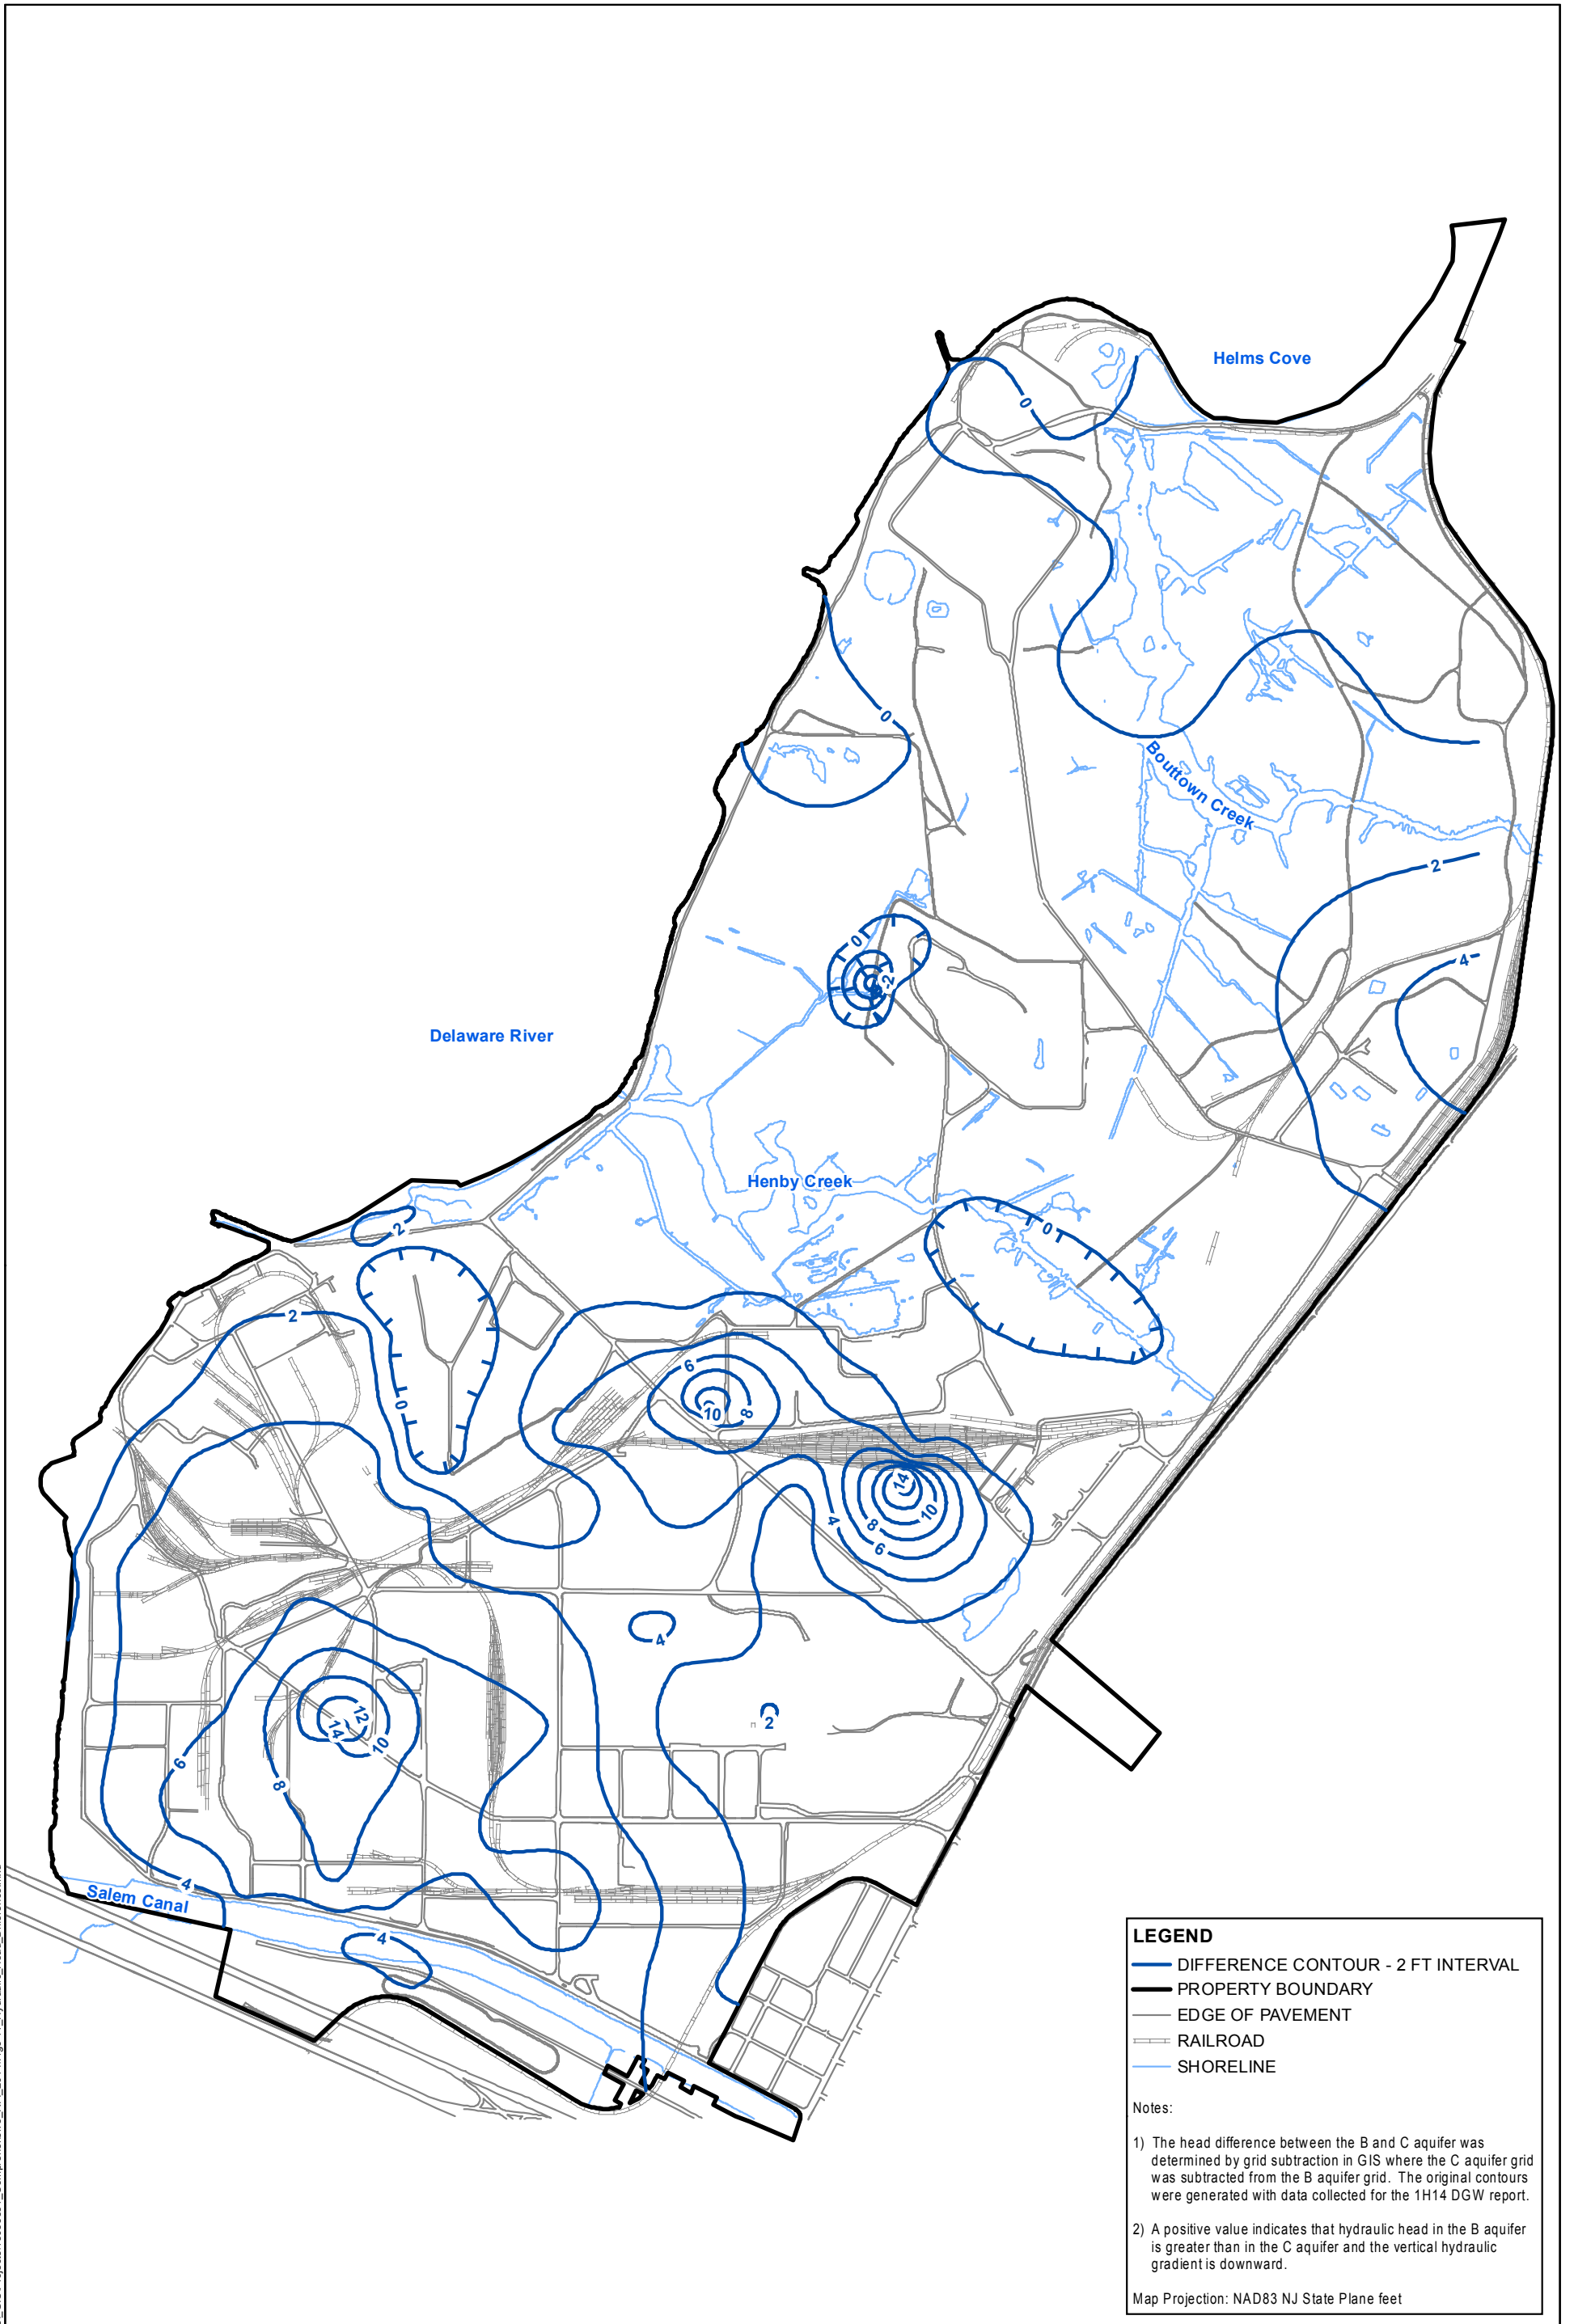 Helms Cove
0
0
Bouttown Creek
2
0
-2
4
Delaware River
Henby Creek
2
0
2
6
0
10
8
14
10
4
8
6
4
12
14
10
2
6
8
4
Salem Canal
4
LEGEND
DIFFERENCE CONTOUR - 2 FT INTERVAL
PROPERTY BOUNDARY
EDGE OF PAVEMENT
RAILROAD
SHORELINE
Notes:
1) The head difference between the B and C aquifer was
determined by grid subtraction in GIS where the C aquifer grid
was subtracted from the B aquifer grid. The original contours
were generated with data collected for the 1H14 DGW report.
2) A positive value indicates that hydraulic head in the B aquifer
is greater than in the C aquifer and the vertical hydraulic
gradient is downward.
Map Projection: NAD83 NJ State Plane feet